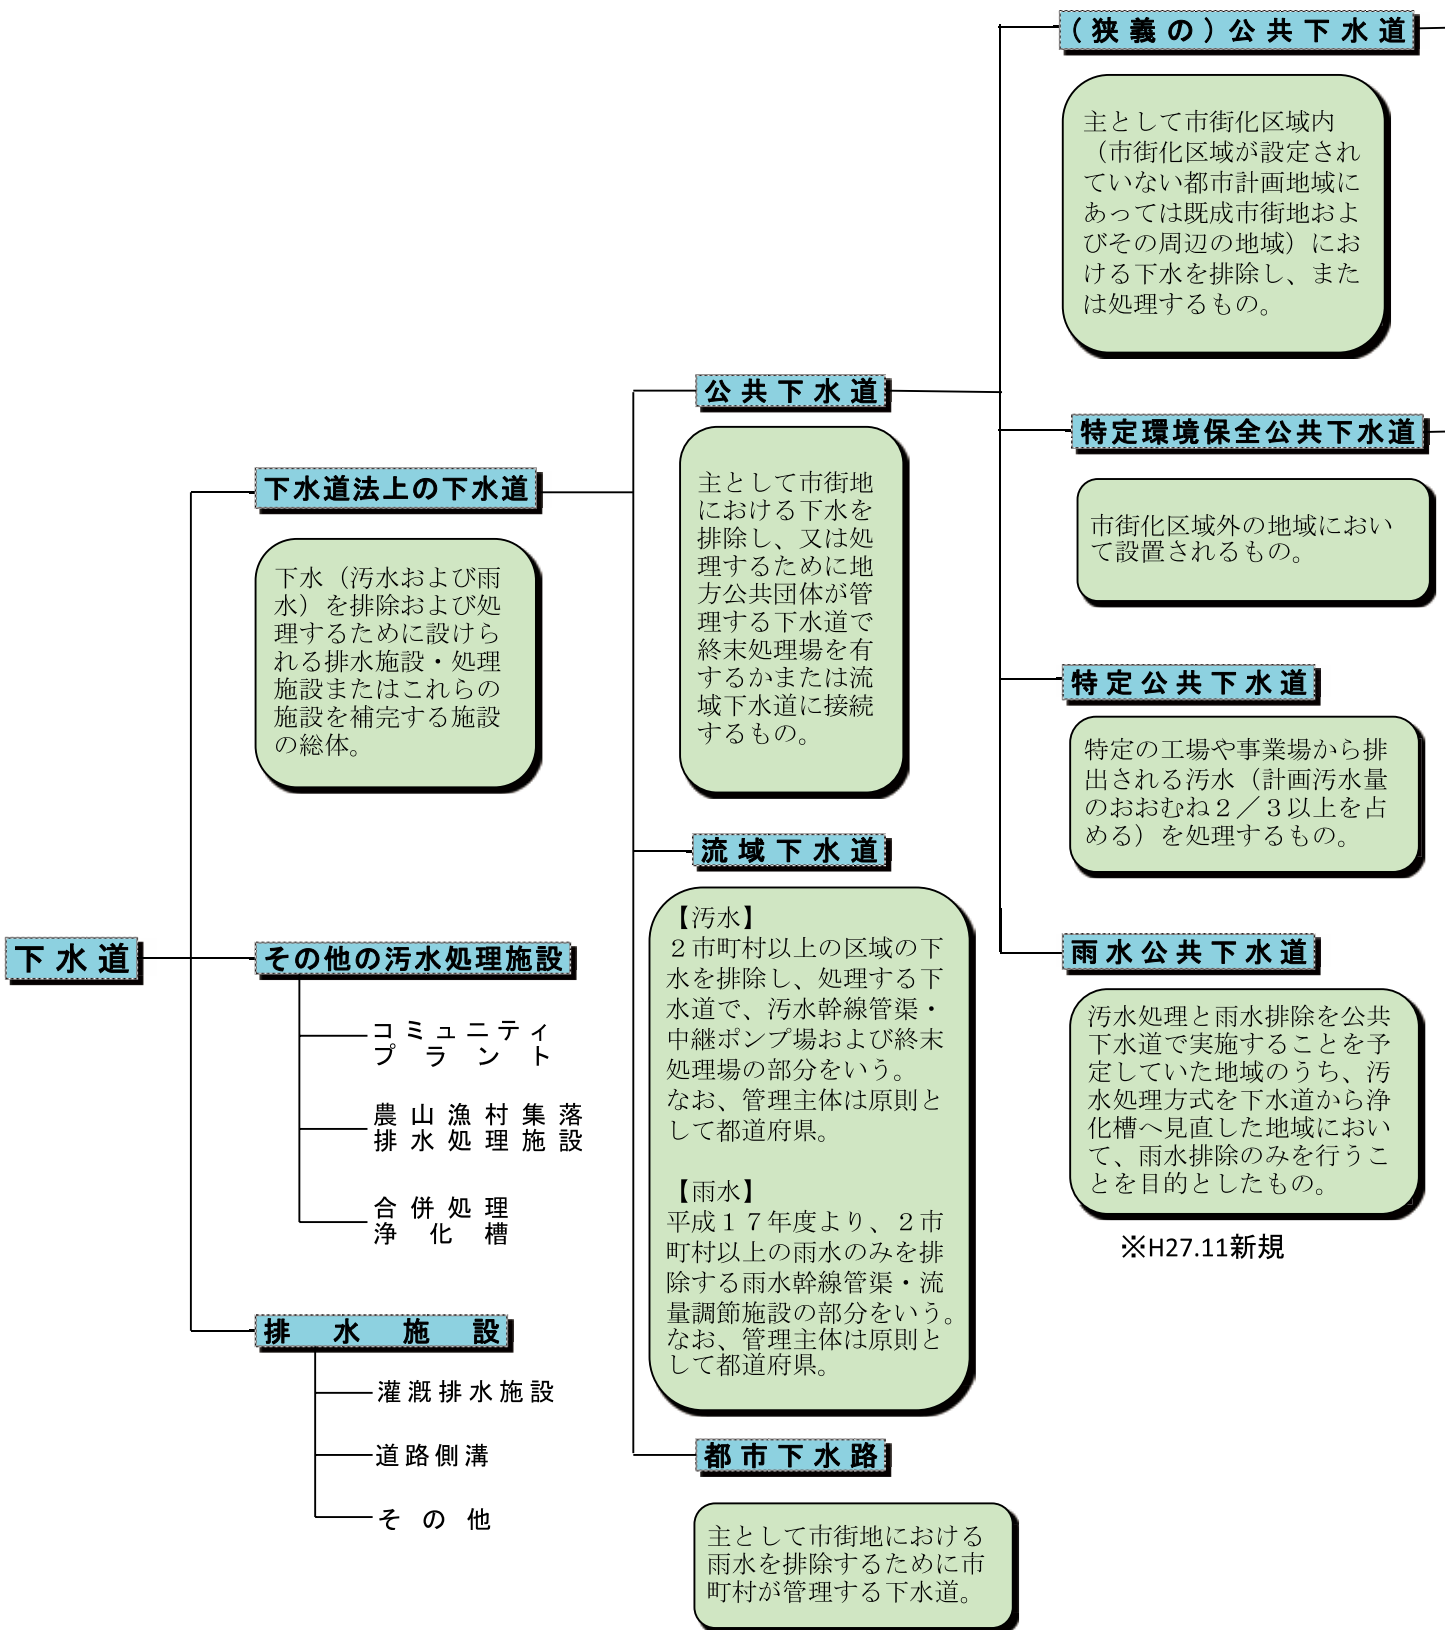 下水道
下水道法上の下水道
下水（汚水および雨
水）を排除および処
理するために設けら
れる排水施設・処理
施設またはこれらの
施設を補完する施設
の総体。
その他の汚水処理施設
コミュニティ
プラント
農山漁村集落
排水処理施設
合併処理
浄化槽
排水施設
灌漑排水施設
道路側溝
その他
公共下水道
主として市街地
における下水を
排除し、又は処
理するために地
方公共団体が管
理する下水道で
終末処理場を有
するかまたは流
域下水道に接続
するもの。
流域下水道
【汚水】
２市町村以上の区域の下
水を排除し、処理する下
水道で、汚水幹線管渠・
中継ポンプ場および終末
処理場の部分をいう。
なお、管理主体は原則と
して都道府県。
【雨水】
平成１７年度より、２市
町村以上の雨水のみを排
除する雨水幹線管渠・流
量調節施設の部分をいう。
なお、管理主体は原則と
して都道府県。
都市下水路
主として市街地における
雨水を排除するために市
町村が管理する下水道。
（狭義の）公共下水道
主として市街化区域内
（市街化区域が設定され
ていない都市計画地域に
あっては既成市街地およ
びその周辺の地域）にお
ける下水を排除し、また
は処理するもの。
特定環境保全公共下水道
市街化区域外の地域におい
て設置されるもの。
特定公共下水道
特定の工場や事業場から排
出される汚水（計画汚水量
のおおむね２／３以上を占
める）を処理するもの。
雨水公共下水道
汚水処理と雨水排除を公共
下水道で実施することを予
定していた地域のうち、汚
水処理方式を下水道から浄
化槽へ見直した地域におい
て、雨水排除のみを行うこ
とを目的としたもの。
※H27.11新規